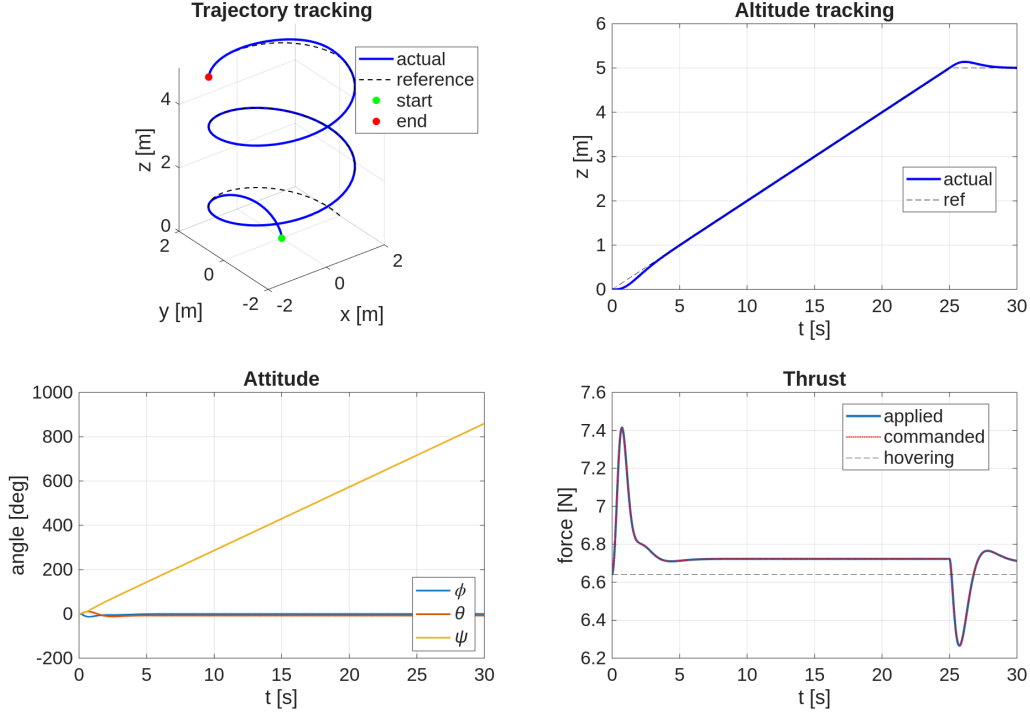 Trajectory tracking
actual
reference
start
end
4
2
0
z [m]
2
0
-2
y [m]
-2
0
2
x [m]
Altitude tracking
6
5
4
3
2
1
0
z [m]
actual
ref
0 5 10 15 20 25 30
t [s]
Attitude
1000
800
600
400
200
0
-200
angle [deg]
ϕ
θ
ψ
0 5 10 15 20 25 30
t [s]
Thrust
7.6
7.4
7.2
7
6.8
6.6
6.4
6.2
force [N]
applied
commanded
hovering
0 5 10 15 20 25 30
t [s]